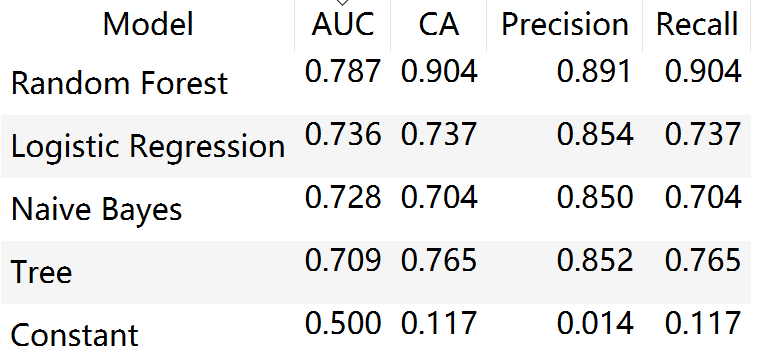 Model AUC CA Precision Recall
Random Forest 0.787 0.904 0.891 0.904
Logistic Regression 0.736 0.737 0.854 0.737
Naive Bayes 0.728 0.704 0.850 0.704
Tree 0.709 0.765 0.852 0.765
Constant 0.500 0.117 0.014 0.117